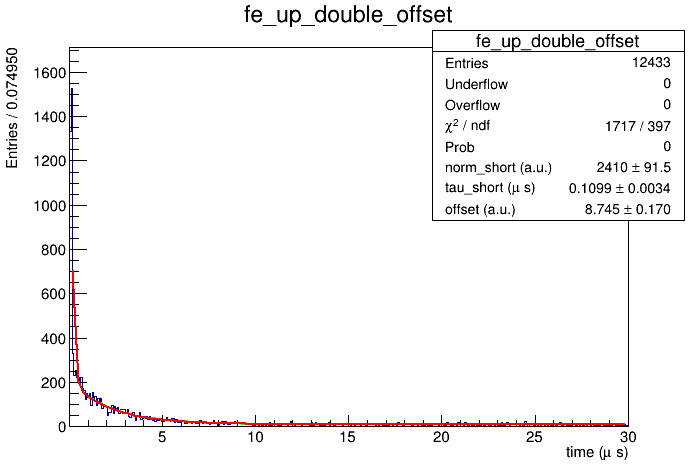 fe_up_double_offset
fe_up_double_offset
Entries 12433
Underflow 0
Overflow 0
χ² / ndf 1717 / 397
Prob 0
norm_short (a.u.) 2410 ± 91.5
tau_short (μ s) 0.1099 ± 0.0034
offset (a.u.) 8.745 ± 0.170
Entries / 0.074950
1600
1400
1200
1000
800
600
400
200
0
5 10 15 20 25 30
time (μ s)